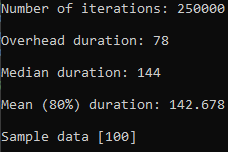 Number of iterations: 250000
Overhead duration: 78
Median duration: 144
Mean (80%) duration: 142.678
Sample data [100]